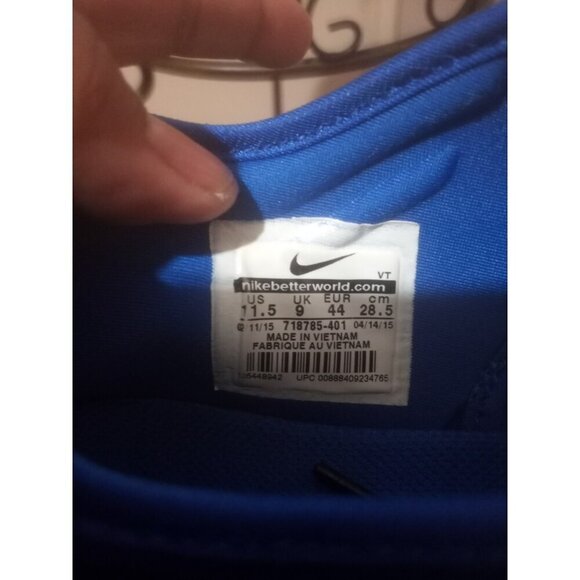 VT
nikebetterworld.com
US UK EUR cm
11.5 9 44 28.5
02 11/15 718785-401 04/14/15
MADE IN VIETNAM
FABRIQUE AU VIETNAM
UPC 00888409234765